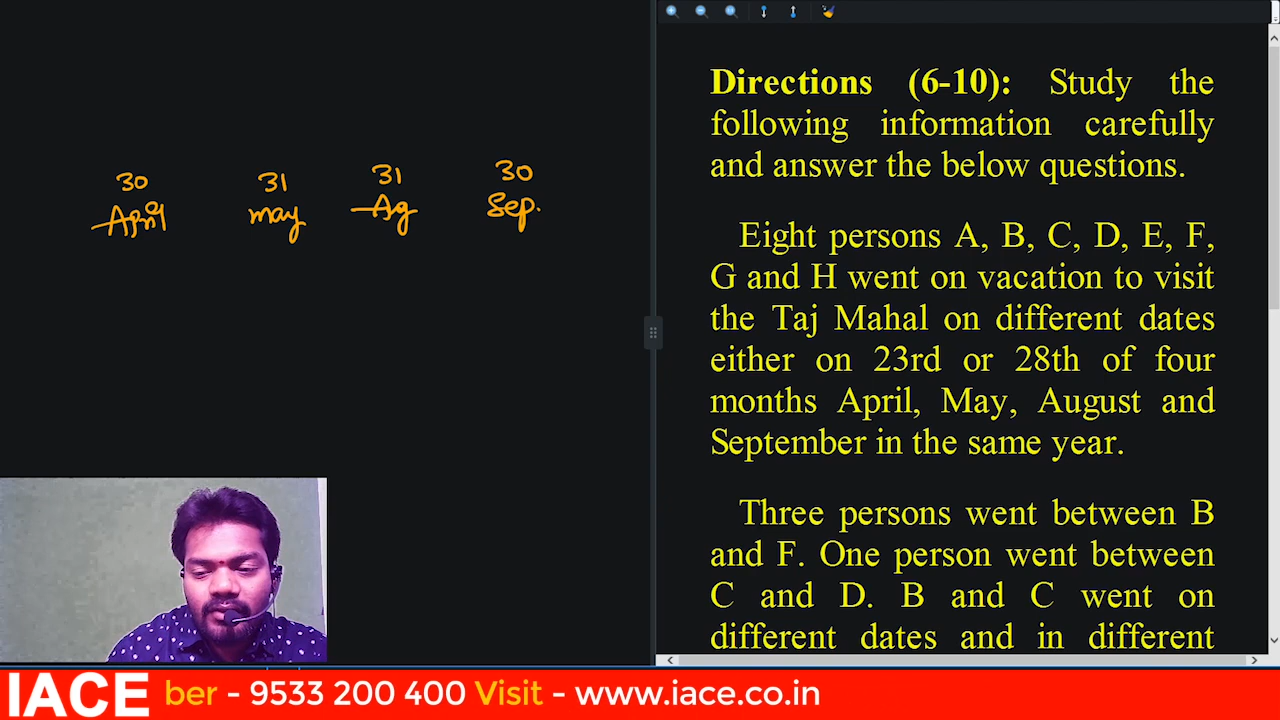 30 31 31 30
April may Ag Sep.
Directions (6-10): Study the
following information carefully
and answer the below questions.
Eight persons A, B, C, D, E, F,
G and H went on vacation to visit
the Taj Mahal on different dates
either on 23rd or 28th of four
months April, May, August and
September in the same year.
Three persons went between B
and F. One person went between
C and D. B and C went on
different dates and in different
IACE ber - 9533 200 400 Visit - www.iace.co.in